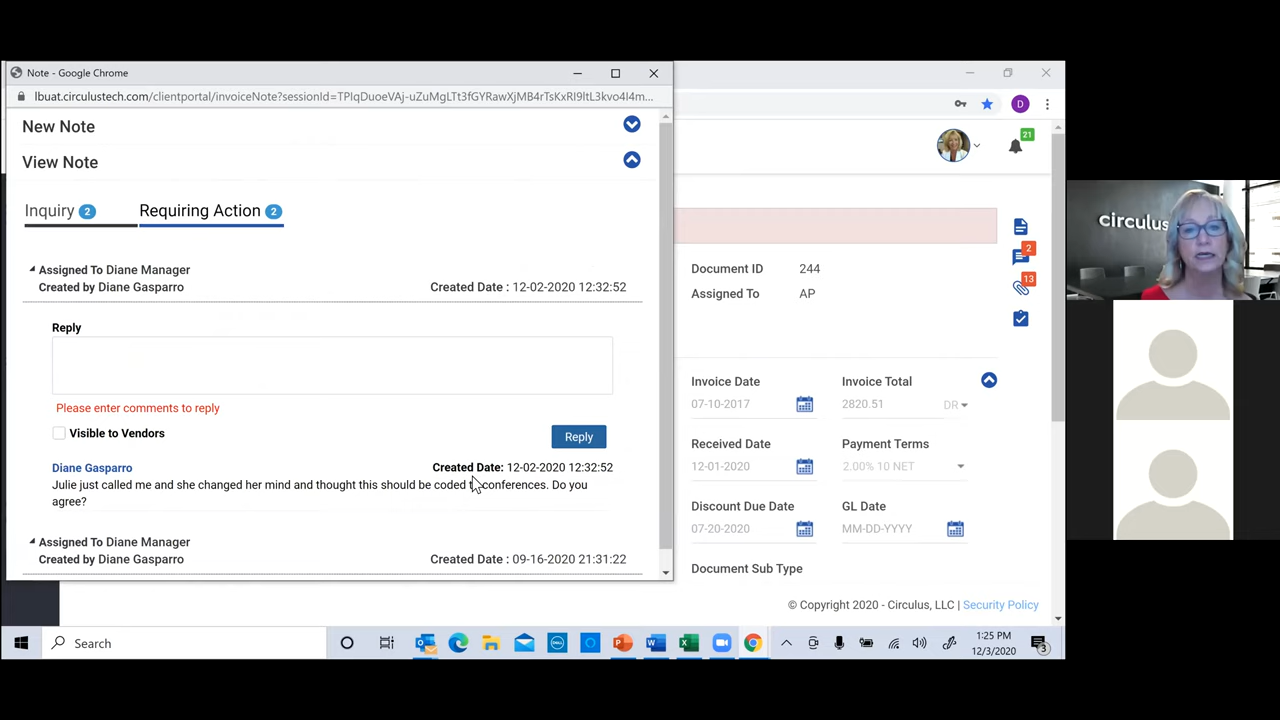 Note - Google Chrome
lbuat.circulustech.com/clientportal/invoiceNote?sessionId=TPIqDuoeVAj-uZuMgLTt3fGYRawXjMB4rTsKxRI9ltL3kvo4l4m...
New Note
View Note
Inquiry 2
Requiring Action 2
Assigned To Diane Manager
Created by Diane Gasparro
Created Date : 12-02-2020 12:32:52
Reply
Please enter comments to reply
Visible to Vendors
Reply
Diane Gasparro
Created Date: 12-02-2020 12:32:52
Julie just called me and she changed her mind and thought this should be coded conferences. Do you
agree?
Assigned To Diane Manager
Created by Diane Gasparro
Created Date : 09-16-2020 21:31:22
D
21
2
13
Document ID 244
Assigned To AP
Invoice Date
07-10-2017
Invoice Total
2820.51 DR
Received Date
12-01-2020
Payment Terms
2.00% 10 NET
Discount Due Date
07-20-2020
GL Date
MM-DD-YYYY
Document Sub Type
© Copyright 2020 - Circulus, LLC | Security Policy
Search
DELL
1:25 PM
12/3/2020
3
circulus